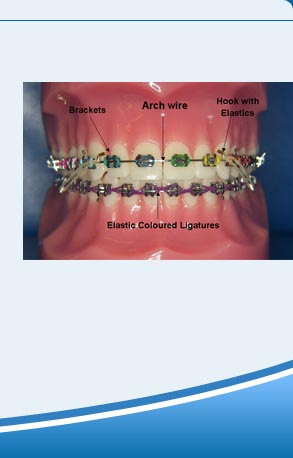 Brackets
Arch wire
Hook with
Elastics
Elastic Coloured Ligatures